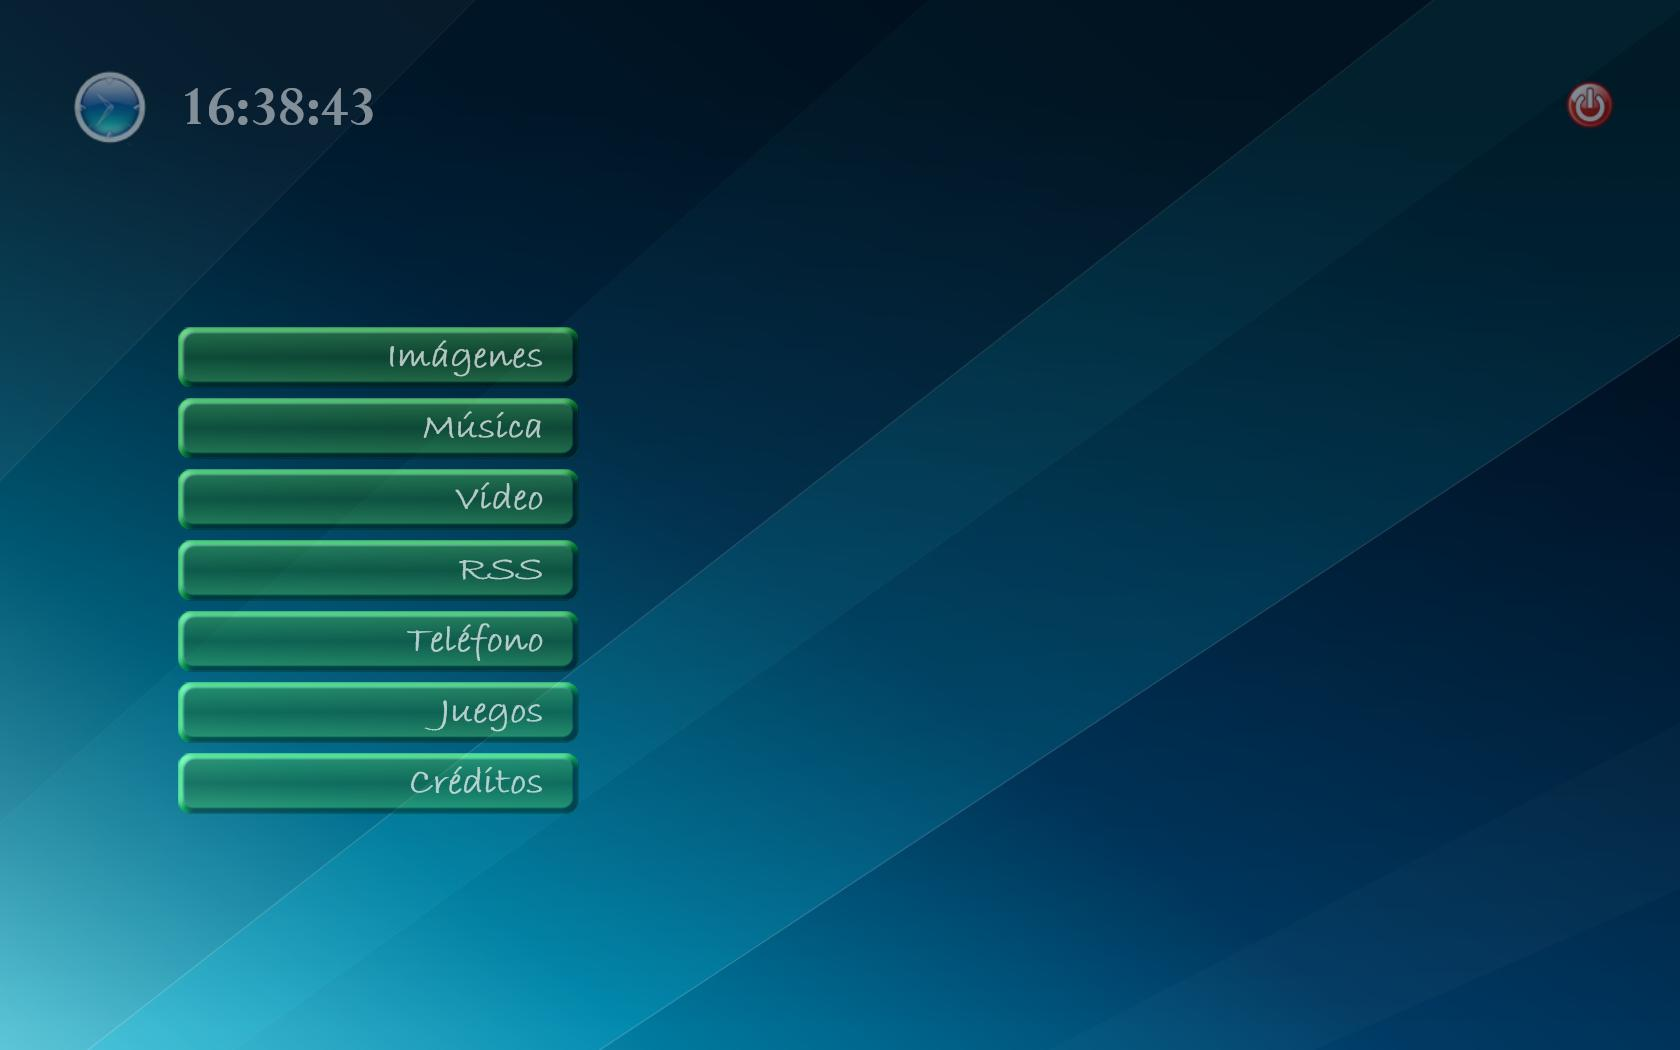 16:38:43
Imágenes
Música
Vídeo
RSS
Teléfono
Juegos
Créditos